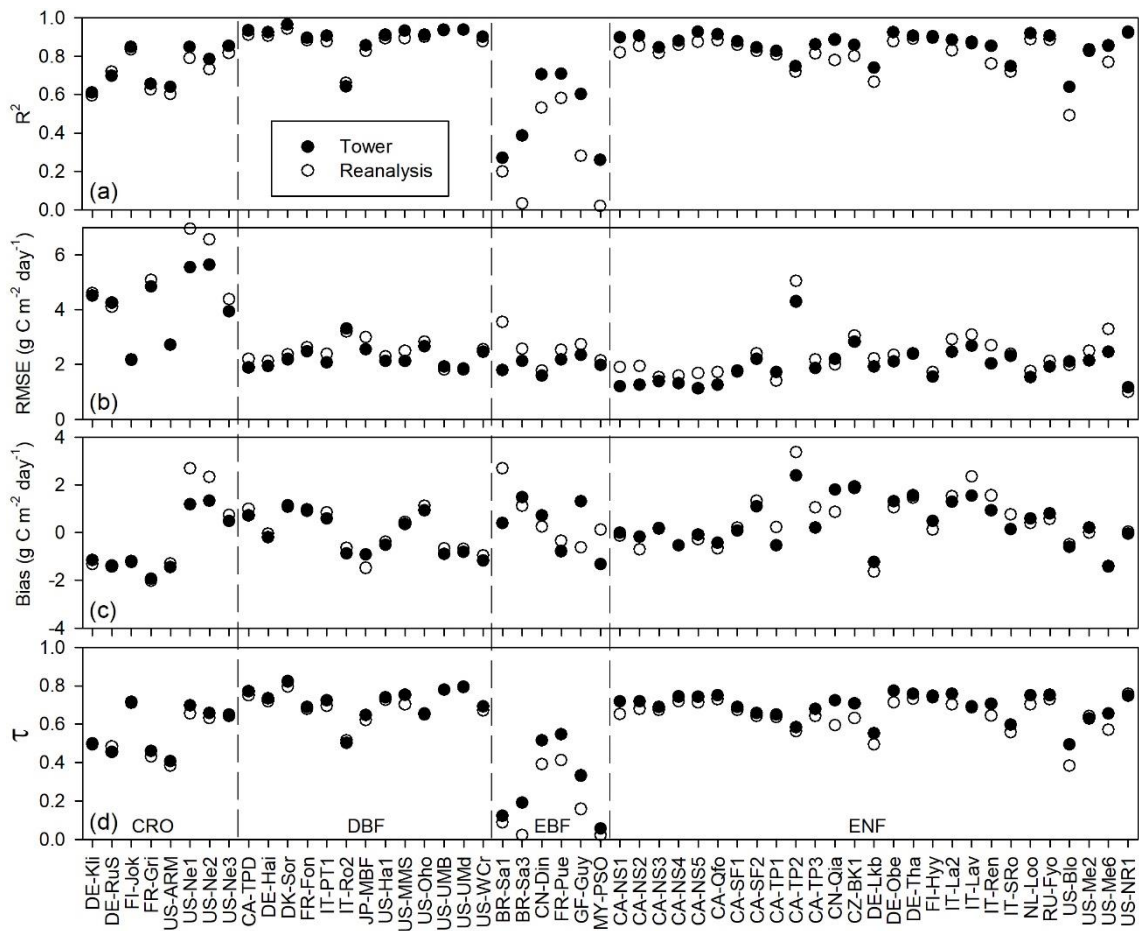 1.0
0.8
0.6
0.4
0.2
0.0
R²
Tower
Reanalysis
(a)
6
4
2
0
RMSE (g C m⁻² day⁻¹)
(b)
4
2
0
-2
-4
Bias (g C m⁻² day⁻¹)
(c)
1.0
0.8
0.6
0.4
0.2
0.0
τ
(d)
CRO
DBF
EBF
ENF
DE-Kli
DE-RuS
FI-Jok
FR-Gri
US-ARM
US-Ne1
US-Ne2
US-Ne3
CA-TPD
DE-Hai
DK-Sor
FR-Fon
IT-PT1
IT-Ro2
JP-MBF
US-Ha1
US-MMS
US-Oho
US-UMB
US-UMd
US-WCr
BR-Sa1
BR-Sa3
CN-Din
FR-Pue
GF-Guy
MY-PSO
CA-NS1
CA-NS2
CA-NS3
CA-NS4
CA-NS5
CA-Qfo
CA-SF1
CA-SF2
CA-TP1
CA-TP2
CA-TP3
CN-Qia
CZ-BK1
DE-Lkb
DE-Obe
DE-Tha
FI-Hyy
IT-La2
IT-Lav
IT-Ren
IT-SRo
NL-Loo
RU-Fyo
US-Blo
US-Me2
US-Me6
US-NR1